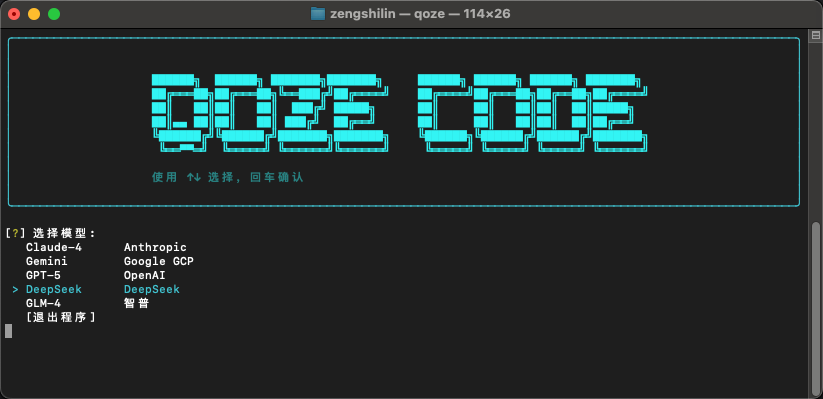 zengshilin — qoze — 114×26
QOZE CODE
使用 ↑↓ 选择，回车确认
[?] 选择模型:
Claude-4 Anthropic
Gemini Google GCP
GPT-5 OpenAI
> DeepSeek DeepSeek
GLM-4 智普
[退出程序]